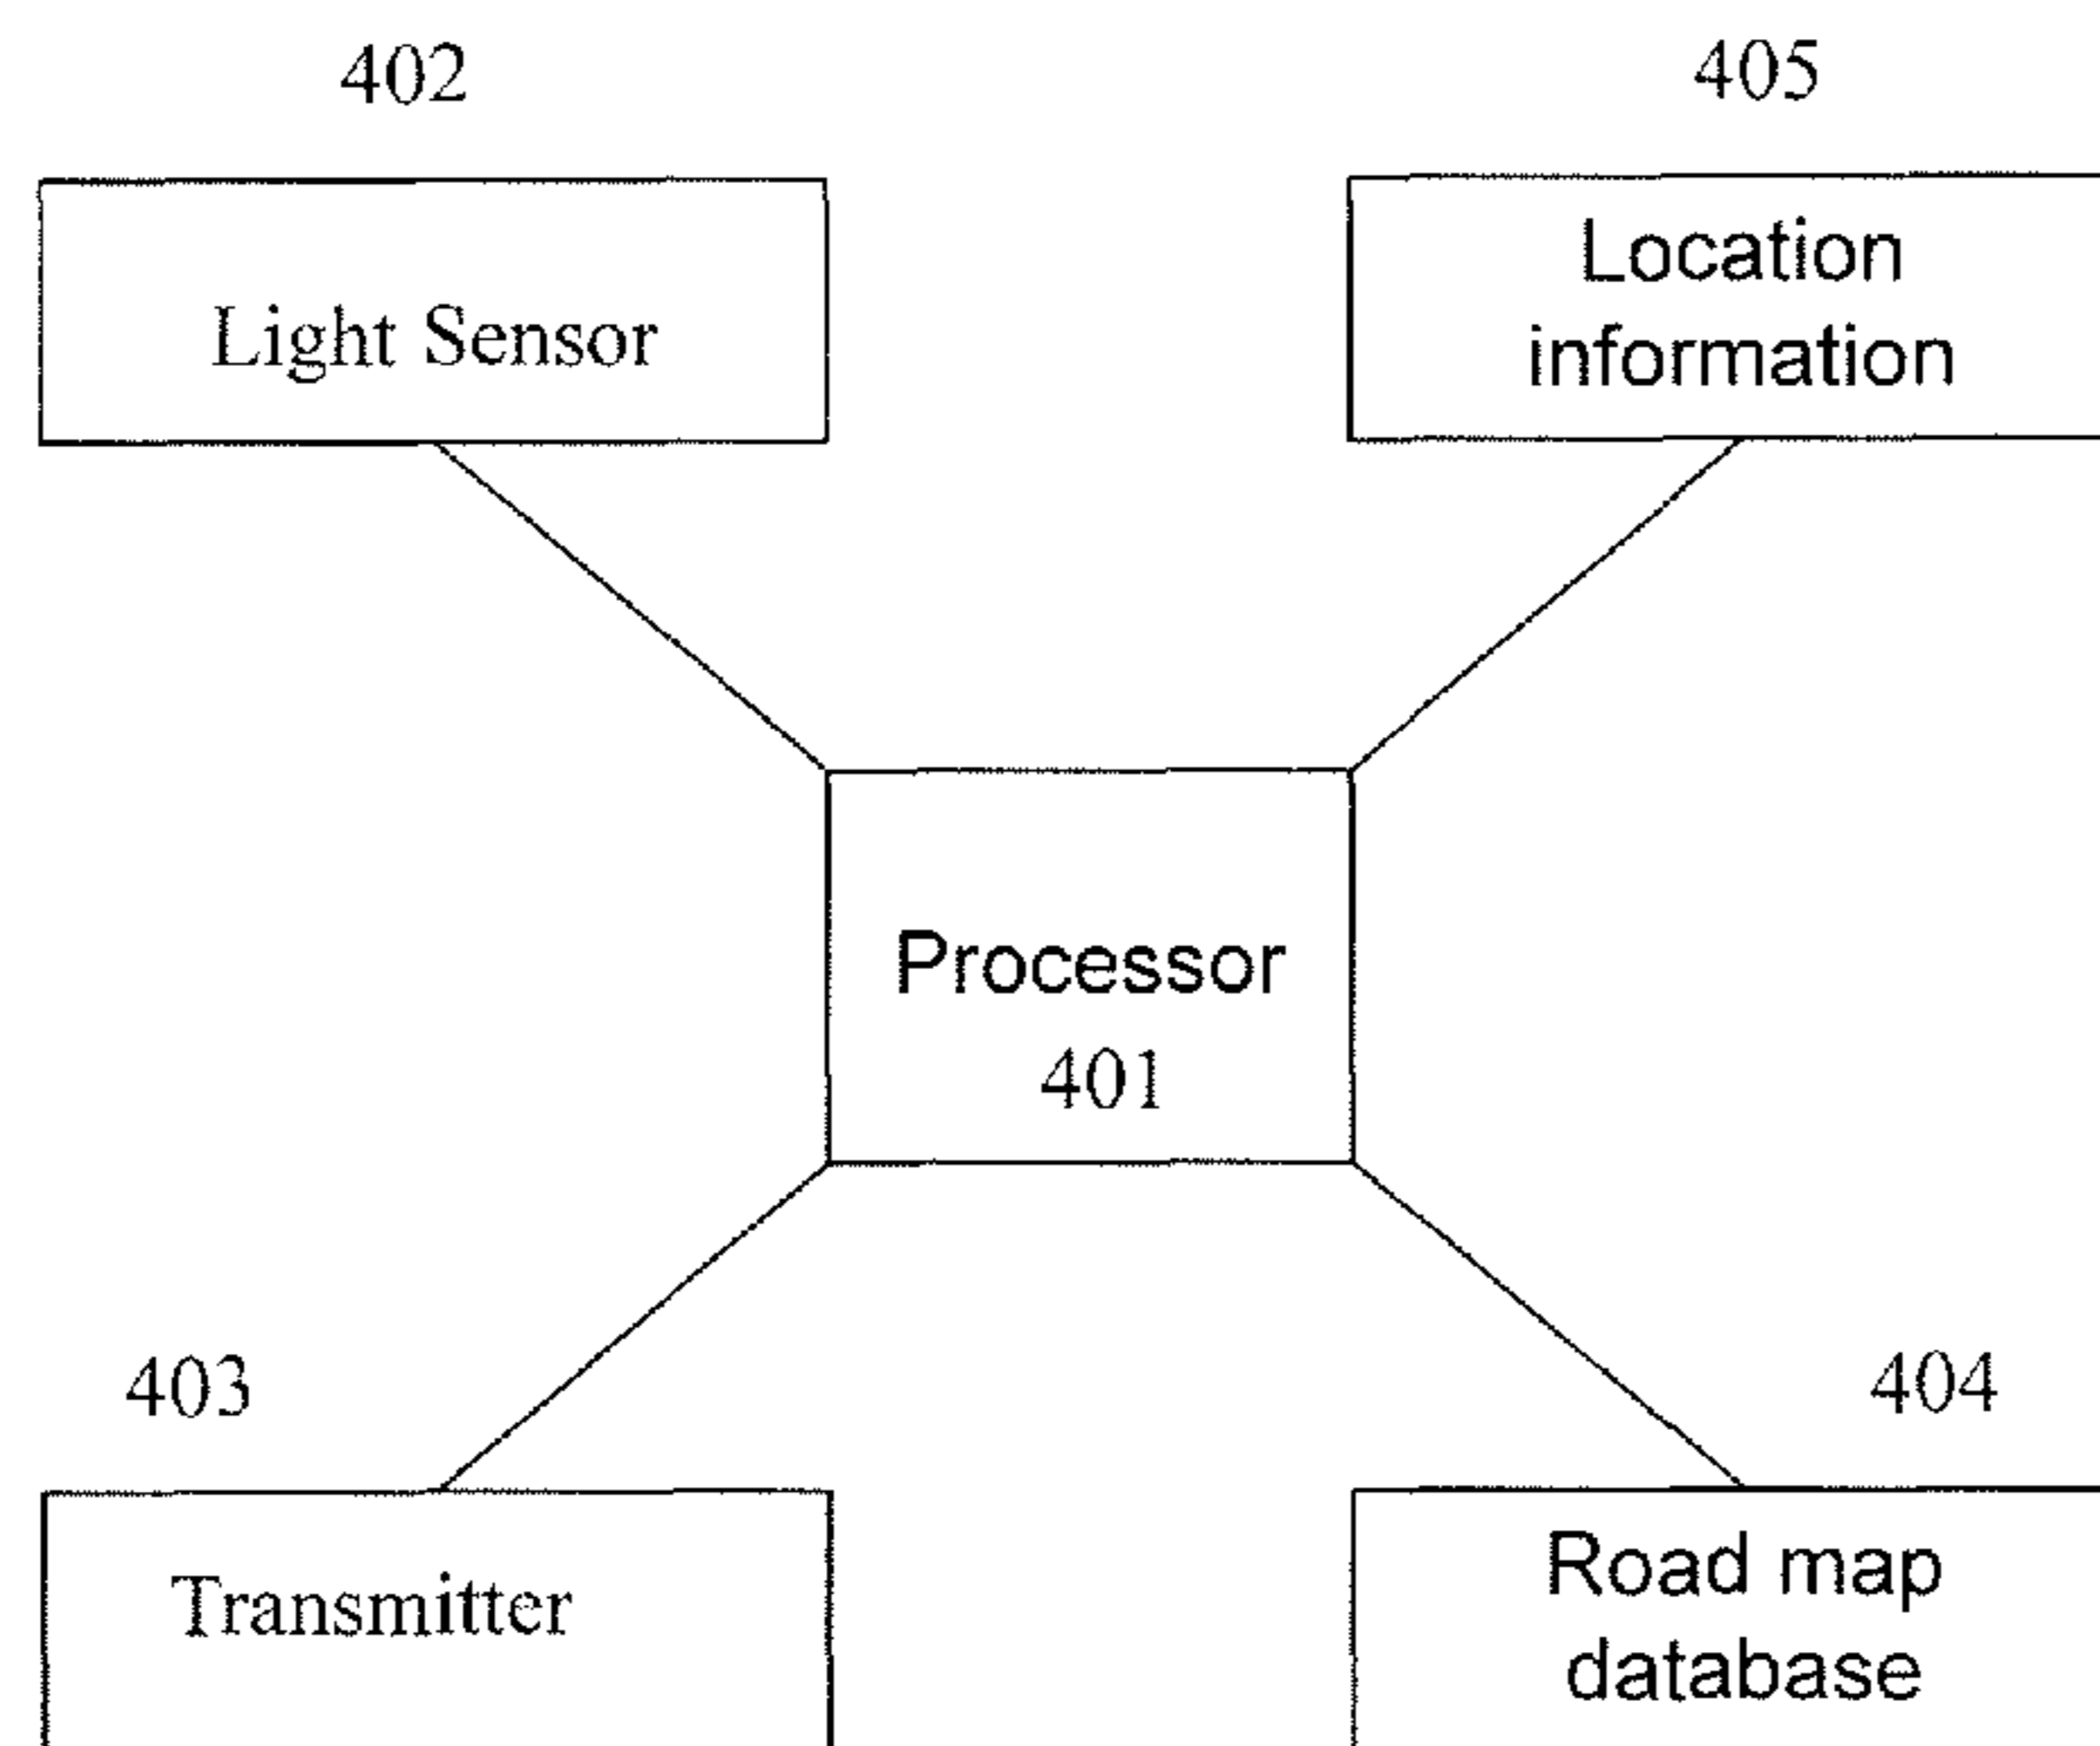 402
405
Light Sensor
Location
information
Processor
401
403
404
Transmitter
Road map
database